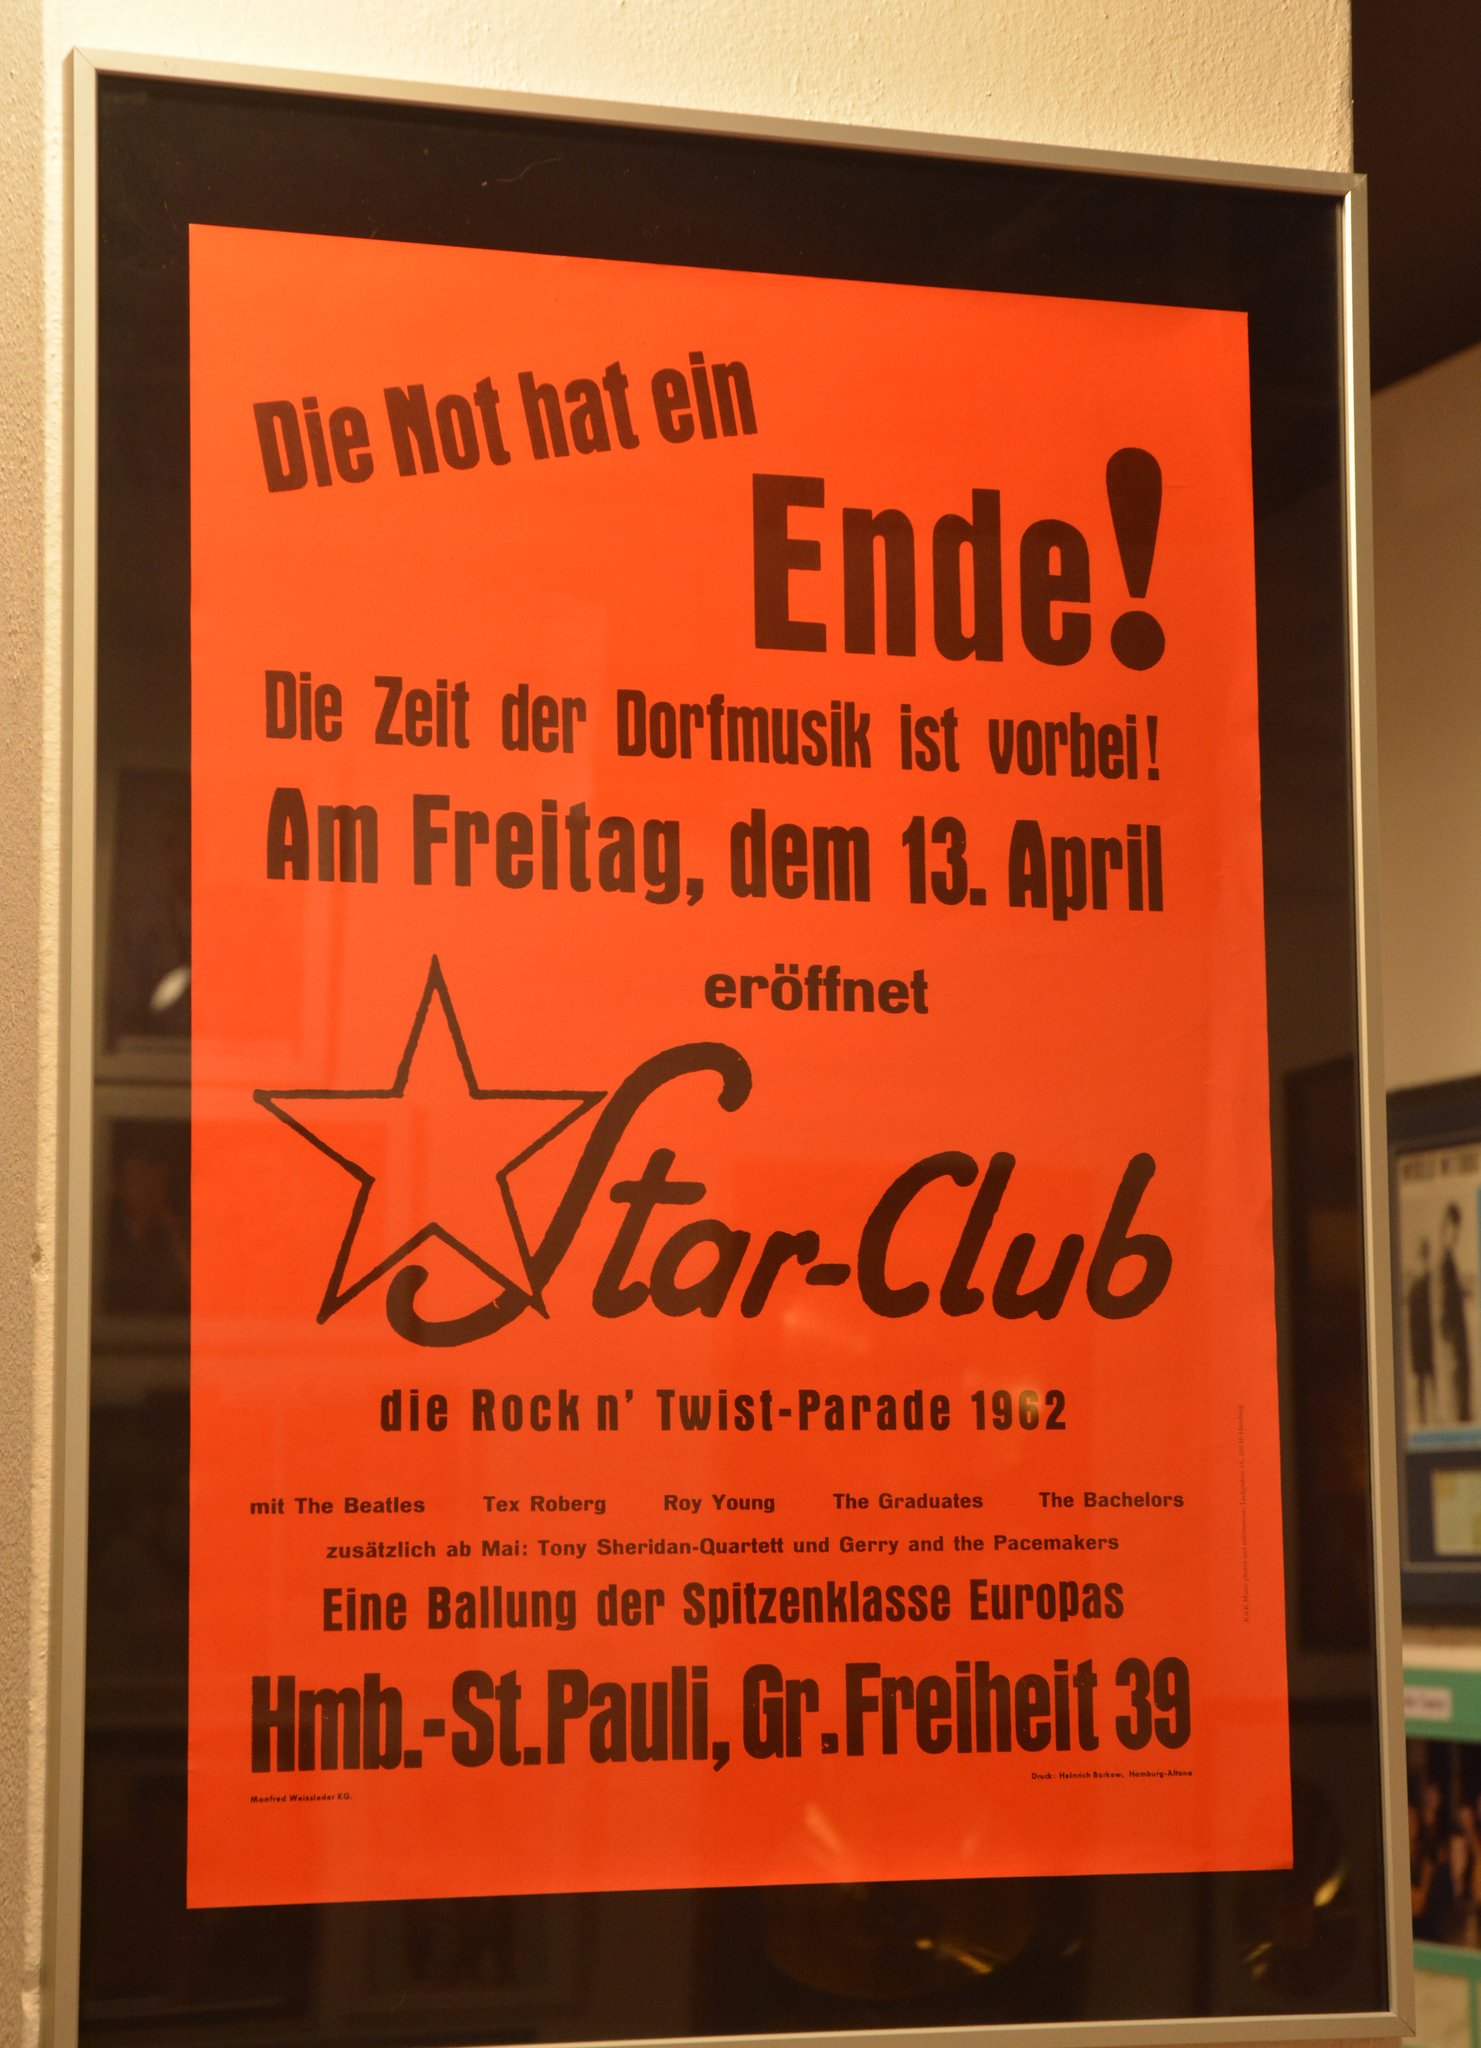 Die Not hat ein
Ende!
Die Zeit der Dorfmusik ist vorbei!
Am Freitag, dem 13. April
eröffnet
Star-Club
die Rock n' Twist-Parade 1962
mit The Beatles Tex Roberg Roy Young The Graduates The Bachelors
zusätzlich ab Mai: Tony Sheridan-Quartett und Gerry and the Pacemakers
Eine Ballung der Spitzenklasse Europas
Hmb.-St.Pauli, Gr.Freiheit 39
Druck: Heinrich Barkow, Hamburg-Altona
Manfred Weissleder KG.